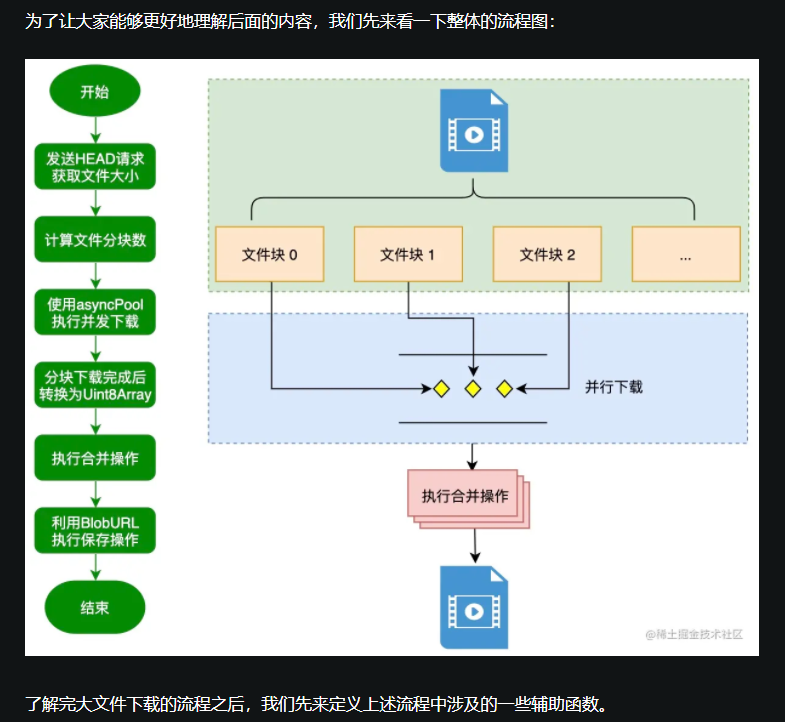 为了让大家能够更好地理解后面的内容，我们先来看一下整体的流程图：
开始
发送HEAD请求
获取文件大小
计算文件分块数
使用asyncPool
执行并发下载
分块下载完成后
转换为Uint8Array
执行合并操作
利用BlobURL
执行保存操作
结束
文件块 0
文件块 1
文件块 2
...
并行下载
执行合并操作
@稀土掘金技术社区
了解完大文件下载的流程之后，我们先来定义上述流程中涉及的一些辅助函数。